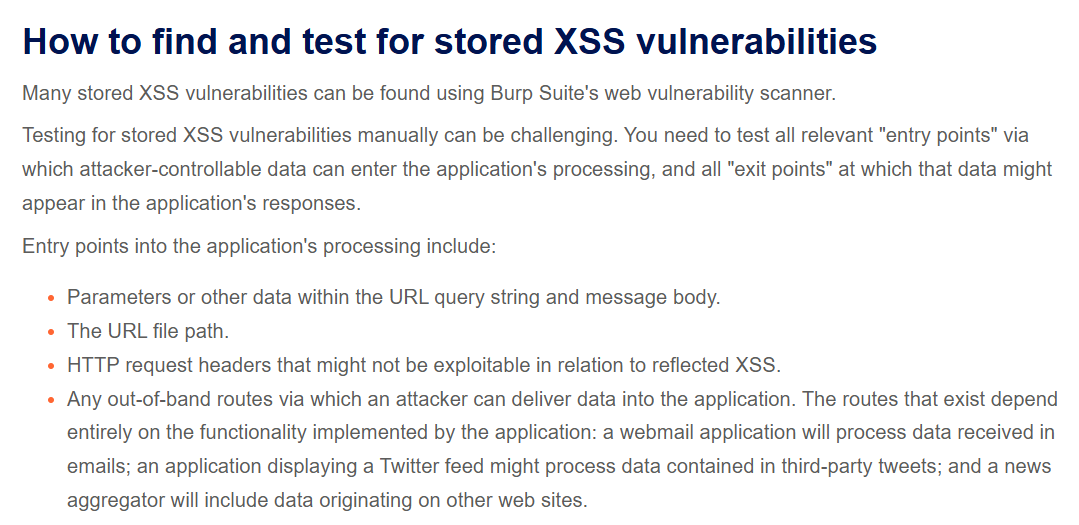 How to find and test for stored XSS vulnerabilities
Many stored XSS vulnerabilities can be found using Burp Suite's web vulnerability scanner.
Testing for stored XSS vulnerabilities manually can be challenging. You need to test all relevant "entry points" via
which attacker-controllable data can enter the application's processing, and all "exit points" at which that data might
appear in the application's responses.
Entry points into the application's processing include:
• Parameters or other data within the URL query string and message body.
• The URL file path.
• HTTP request headers that might not be exploitable in relation to reflected XSS.
• Any out-of-band routes via which an attacker can deliver data into the application. The routes that exist depend
entirely on the functionality implemented by the application: a webmail application will process data received in
emails; an application displaying a Twitter feed might process data contained in third-party tweets; and a news
aggregator will include data originating on other web sites.